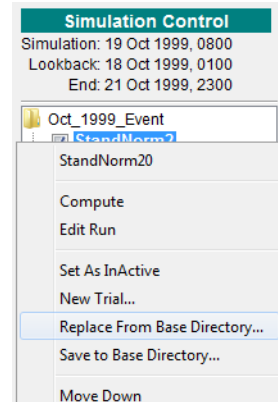 Simulation Control
Simulation: 19 Oct 1999, 0800
Lookback: 18 Oct 1999, 0100
End: 21 Oct 1999, 2300
Oct_1999_Event
StandNorm2
StandNorm20
Compute
Edit Run
Set As InActive
New Trial...
Replace From Base Directory...
Save to Base Directory...
Move Down